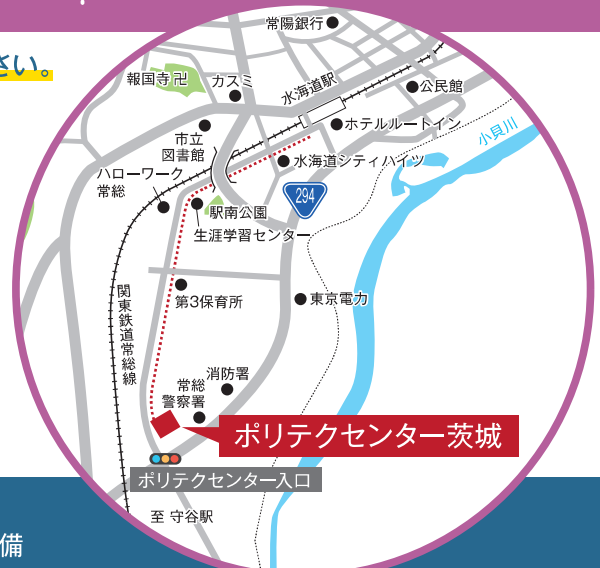 常陽銀行
さい。
報国寺卍
カスミ
水海道駅
公民館
ホテルルートイン
小見川
市立
図書館
水海道シティハイツ
ハローワーク
常総
294
駅南公園
生涯学習センター
関東鉄道常総線
第3保育所
東京電力
消防署
常総
警察署
ポリテクセンター茨城
ポリテクセンター入口
至 守谷駅
備